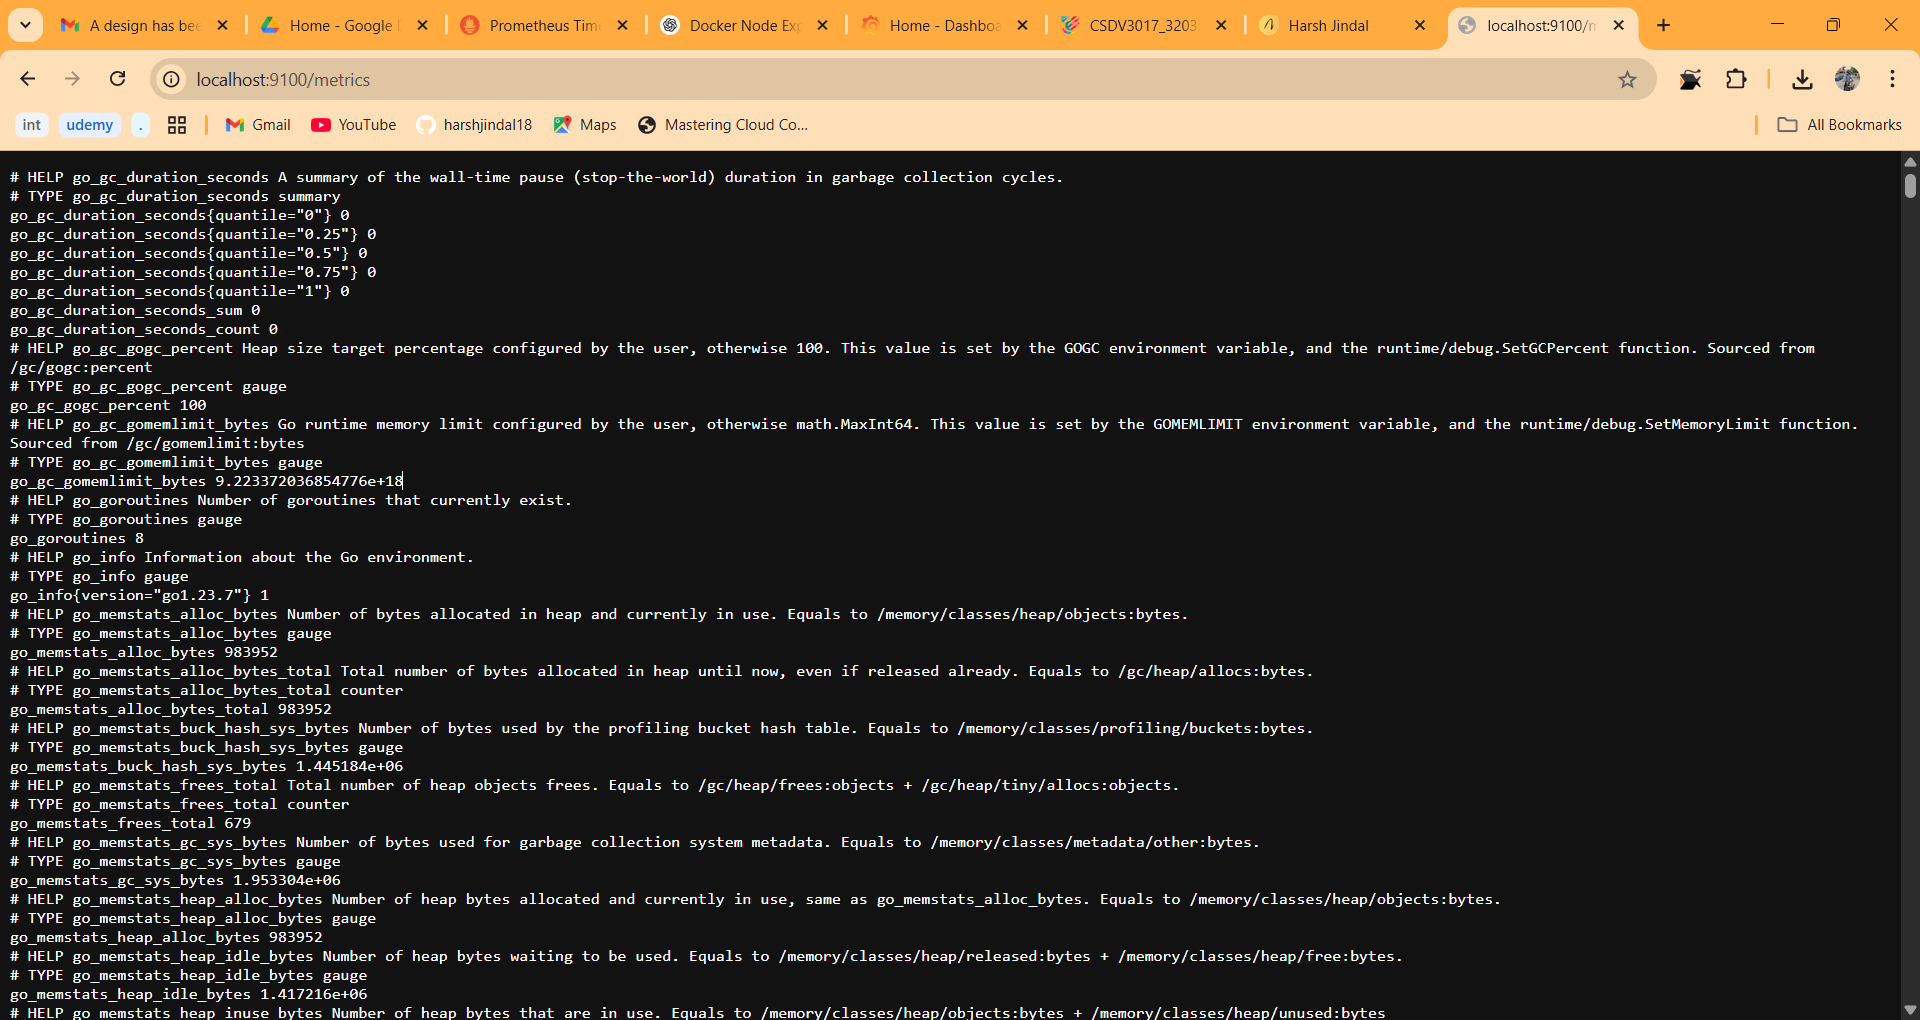 A design has bee
Home - Google
Prometheus Time
Docker Node Exp
Home - Dashboa
CSDV3017_3203
Harsh Jindal
localhost:9100/m
localhost:9100/metrics
int
udemy
.
Gmail
YouTube
harshjindal18
Maps
Mastering Cloud Co...
All Bookmarks
# HELP go_gc_duration_seconds A summary of the wall-time pause (stop-the-world) duration in garbage collection cycles.
# TYPE go_gc_duration_seconds summary
go_gc_duration_seconds{quantile="0"} 0
go_gc_duration_seconds{quantile="0.25"} 0
go_gc_duration_seconds{quantile="0.5"} 0
go_gc_duration_seconds{quantile="0.75"} 0
go_gc_duration_seconds{quantile="1"} 0
go_gc_duration_seconds_sum 0
go_gc_duration_seconds_count 0
# HELP go_gc_gogc_percent Heap size target percentage configured by the user, otherwise 100. This value is set by the GOGC environment variable, and the runtime/debug.SetGCPercent function. Sourced from
/gc/gogc:percent
# TYPE go_gc_gogc_percent gauge
go_gc_gogc_percent 100
# HELP go_gc_gomemlimit_bytes Go runtime memory limit configured by the user, otherwise math.MaxInt64. This value is set by the GOMEMLIMIT environment variable, and the runtime/debug.SetMemoryLimit function.
Sourced from /gc/gomemlimit:bytes
# TYPE go_gc_gomemlimit_bytes gauge
go_gc_gomemlimit_bytes 9.223372036854776e+18
# HELP go_goroutines Number of goroutines that currently exist.
# TYPE go_goroutines gauge
go_goroutines 8
# HELP go_info Information about the Go environment.
# TYPE go_info gauge
go_info{version="go1.23.7"} 1
# HELP go_memstats_alloc_bytes Number of bytes allocated in heap and currently in use. Equals to /memory/classes/heap/objects:bytes.
# TYPE go_memstats_alloc_bytes gauge
go_memstats_alloc_bytes 983952
# HELP go_memstats_alloc_bytes_total Total number of bytes allocated in heap until now, even if released already. Equals to /gc/heap/allocs:bytes.
# TYPE go_memstats_alloc_bytes_total counter
go_memstats_alloc_bytes_total 983952
# HELP go_memstats_buck_hash_sys_bytes Number of bytes used by the profiling bucket hash table. Equals to /memory/classes/profiling/buckets:bytes.
# TYPE go_memstats_buck_hash_sys_bytes gauge
go_memstats_buck_hash_sys_bytes 1.445184e+06
# HELP go_memstats_frees_total Total number of heap objects frees. Equals to /gc/heap/frees:objects + /gc/heap/tiny/allocs:objects.
# TYPE go_memstats_frees_total counter
go_memstats_frees_total 679
# HELP go_memstats_gc_sys_bytes Number of bytes used for garbage collection system metadata. Equals to /memory/classes/metadata/other:bytes.
# TYPE go_memstats_gc_sys_bytes gauge
go_memstats_gc_sys_bytes 1.953304e+06
# HELP go_memstats_heap_alloc_bytes Number of heap bytes allocated and currently in use, same as go_memstats_alloc_bytes. Equals to /memory/classes/heap/objects:bytes.
# TYPE go_memstats_heap_alloc_bytes gauge
go_memstats_heap_alloc_bytes 983952
# HELP go_memstats_heap_idle_bytes Number of heap bytes waiting to be used. Equals to /memory/classes/heap/released:bytes + /memory/classes/heap/free:bytes.
# TYPE go_memstats_heap_idle_bytes gauge
go_memstats_heap_idle_bytes 1.417216e+06
# HELP go_memstats_heap_inuse_bytes Number of heap bytes that are in use. Equals to /memory/classes/heap/objects:bytes + /memory/classes/heap/unused:bytes